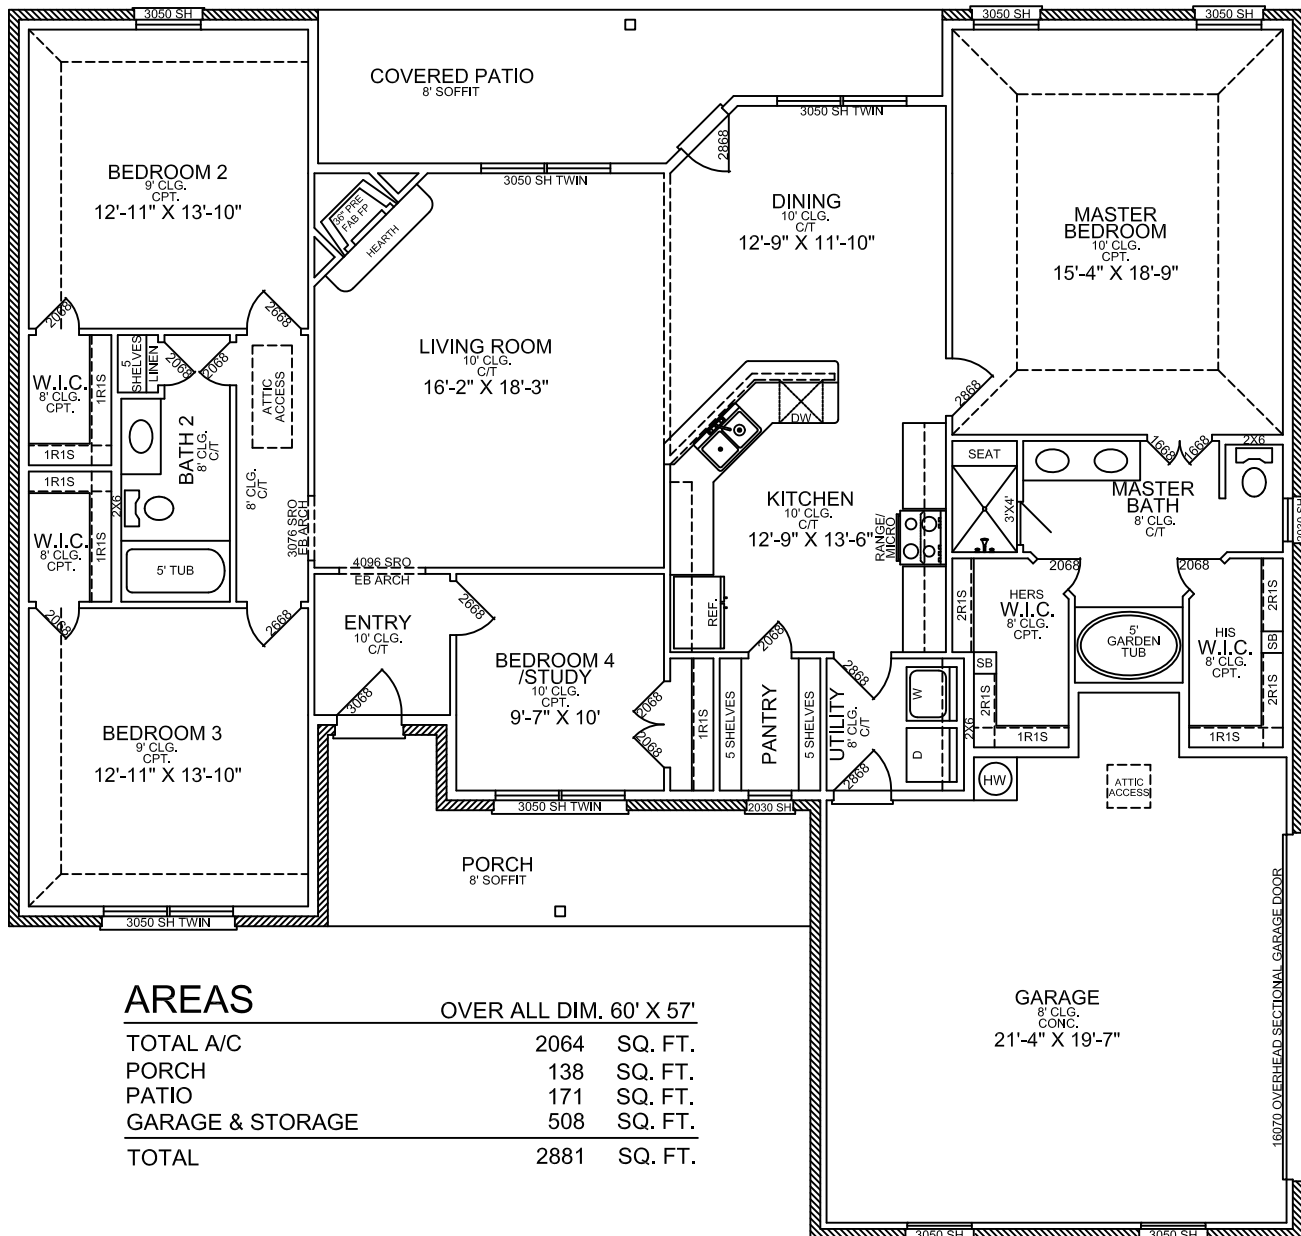 3050 SH
3050 SH
3050 SH
COVERED PATIO
8' SOFFIT
3050 SH TWIN
2868
3050 SH TWIN
BEDROOM 2
9' CLG.
CPT.
12'-11" X 13'-10"
36" PRE
FAB FP
HEARTH
DINING
10' CLG.
C/T
12'-9" X 11'-10"
MASTER
BEDROOM
10' CLG.
CPT.
15'-4" X 18'-9"
2068
2668
LIVING ROOM
10' CLG.
C/T
16'-2" X 18'-3"
5
SHELVES
LINEN
2068
2068
ATTIC
ACCESS
W.I.C.
8' CLG.
CPT.
1R1S
1R1S
BATH 2
8' CLG.
C/T
8' CLG.
C/T
2X6
5' TUB
1R1S
W.I.C.
8' CLG.
CPT.
1R1S
2068
2668
3076 SRO
EB ARCH
4096 SRO
EB ARCH
DW
2868
KITCHEN
10' CLG.
C/T
12'-9" X 13'-6"
RANGE/
MICRO
REF.
SEAT
3'X4'
1668
1668
2X6
MASTER
BATH
8' CLG.
C/T
2030 SH
2068
2068
HERS
W.I.C.
8' CLG.
CPT.
2R1S
SB
2R1S
1R1S
5'
GARDEN
TUB
HIS
W.I.C.
8' CLG.
CPT.
2R1S
SB
2R1S
1R1S
ENTRY
10' CLG.
C/T
3068
2668
BEDROOM 4
/STUDY
10' CLG.
CPT.
9'-7" X 10'
2068
2068
1R1S
5 SHELVES
PANTRY
5 SHELVES
2068
2868
UTILITY
8' CLG.
C/T
2868
W
D
2X6
HW
ATTIC
ACCESS
BEDROOM 3
9' CLG.
CPT.
12'-11" X 13'-10"
3050 SH TWIN
3050 SH TWIN
2030 SH
PORCH
8' SOFFIT
GARAGE
8' CLG.
CONC.
21'-4" X 19'-7"
16070 OVERHEAD SECTIONAL GARAGE DOOR
3050 SH
3050 SH
AREAS OVER ALL DIM. 60' X 57'
TOTAL A/C 2064 SQ. FT.
PORCH 138 SQ. FT.
PATIO 171 SQ. FT.
GARAGE & STORAGE 508 SQ. FT.
TOTAL 2881 SQ. FT.